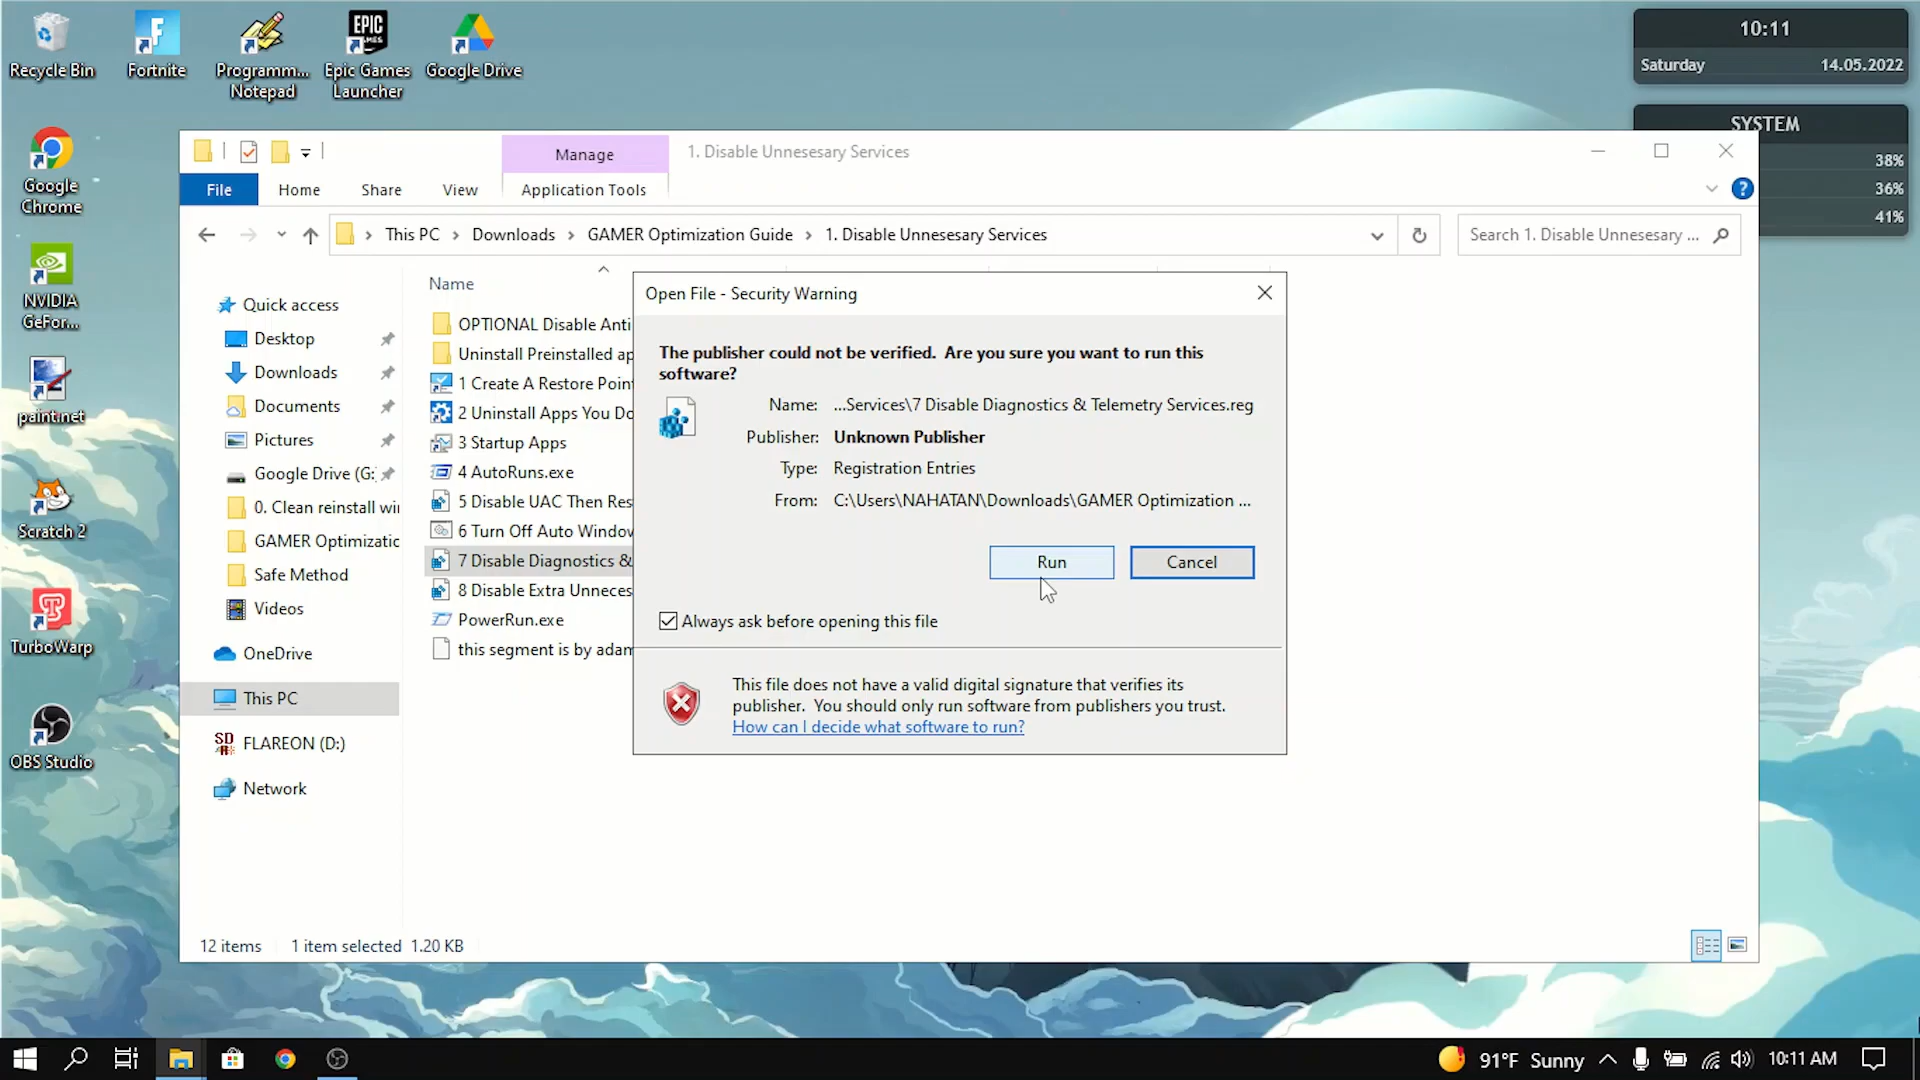 Recycle Bin
Fortnite
Programm...
Notepad
Epic Games
Launcher
Google Drive
Google
Chrome
NVIDIA
GeFor...
paint.net
Scratch 2
TurboWarp
OBS Studio
10:11
Saturday 14.05.2022
SYSTEM
38%
36%
41%
Manage
1. Disable Unnesesary Services
File Home Share View Application Tools
This PC Downloads GAMER Optimization Guide 1. Disable Unnesesary Services
Search 1. Disable Unnesesary ...
Quick access
Desktop
Downloads
Documents
Pictures
Google Drive (G:
0. Clean reinstall wi
GAMER Optimizatic
Safe Method
Videos
OneDrive
This PC
FLAREON (D:)
Network
Name
OPTIONAL Disable Anti
Uninstall Preinstalled ap
1 Create A Restore Poin
2 Uninstall Apps You Do
3 Startup Apps
4 AutoRuns.exe
5 Disable UAC Then Res
6 Turn Off Auto Window
7 Disable Diagnostics &
8 Disable Extra Unneces
PowerRun.exe
this segment is by adam
Open File - Security Warning
The publisher could not be verified. Are you sure you want to run this
software?
Name: ...Services\7 Disable Diagnostics & Telemetry Services.reg
Publisher: Unknown Publisher
Type: Registration Entries
From: C:\Users\NAHATAN\Downloads\GAMER Optimization ...
Run Cancel
Always ask before opening this file
This file does not have a valid digital signature that verifies its
publisher. You should only run software from publishers you trust.
How can I decide what software to run?
12 items 1 item selected 1.20 KB
91°F Sunny
10:11 AM